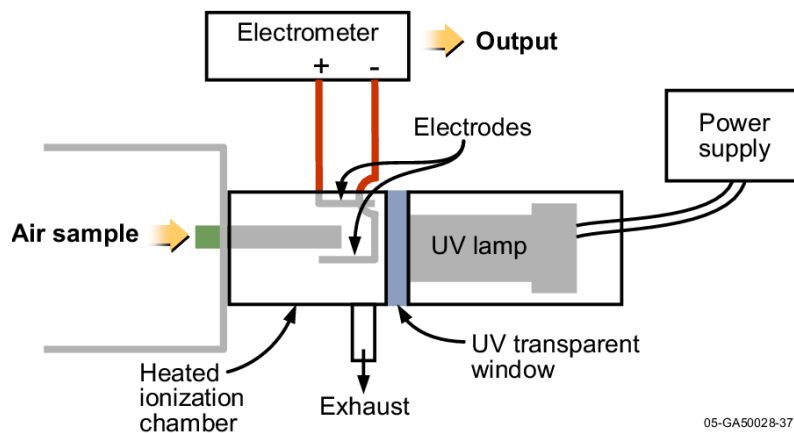 Electrometer
+ -
Output
Electrodes
Power
supply
Air sample
UV lamp
Heated
ionization
chamber
Exhaust
UV transparent
window
05-GA50028-37